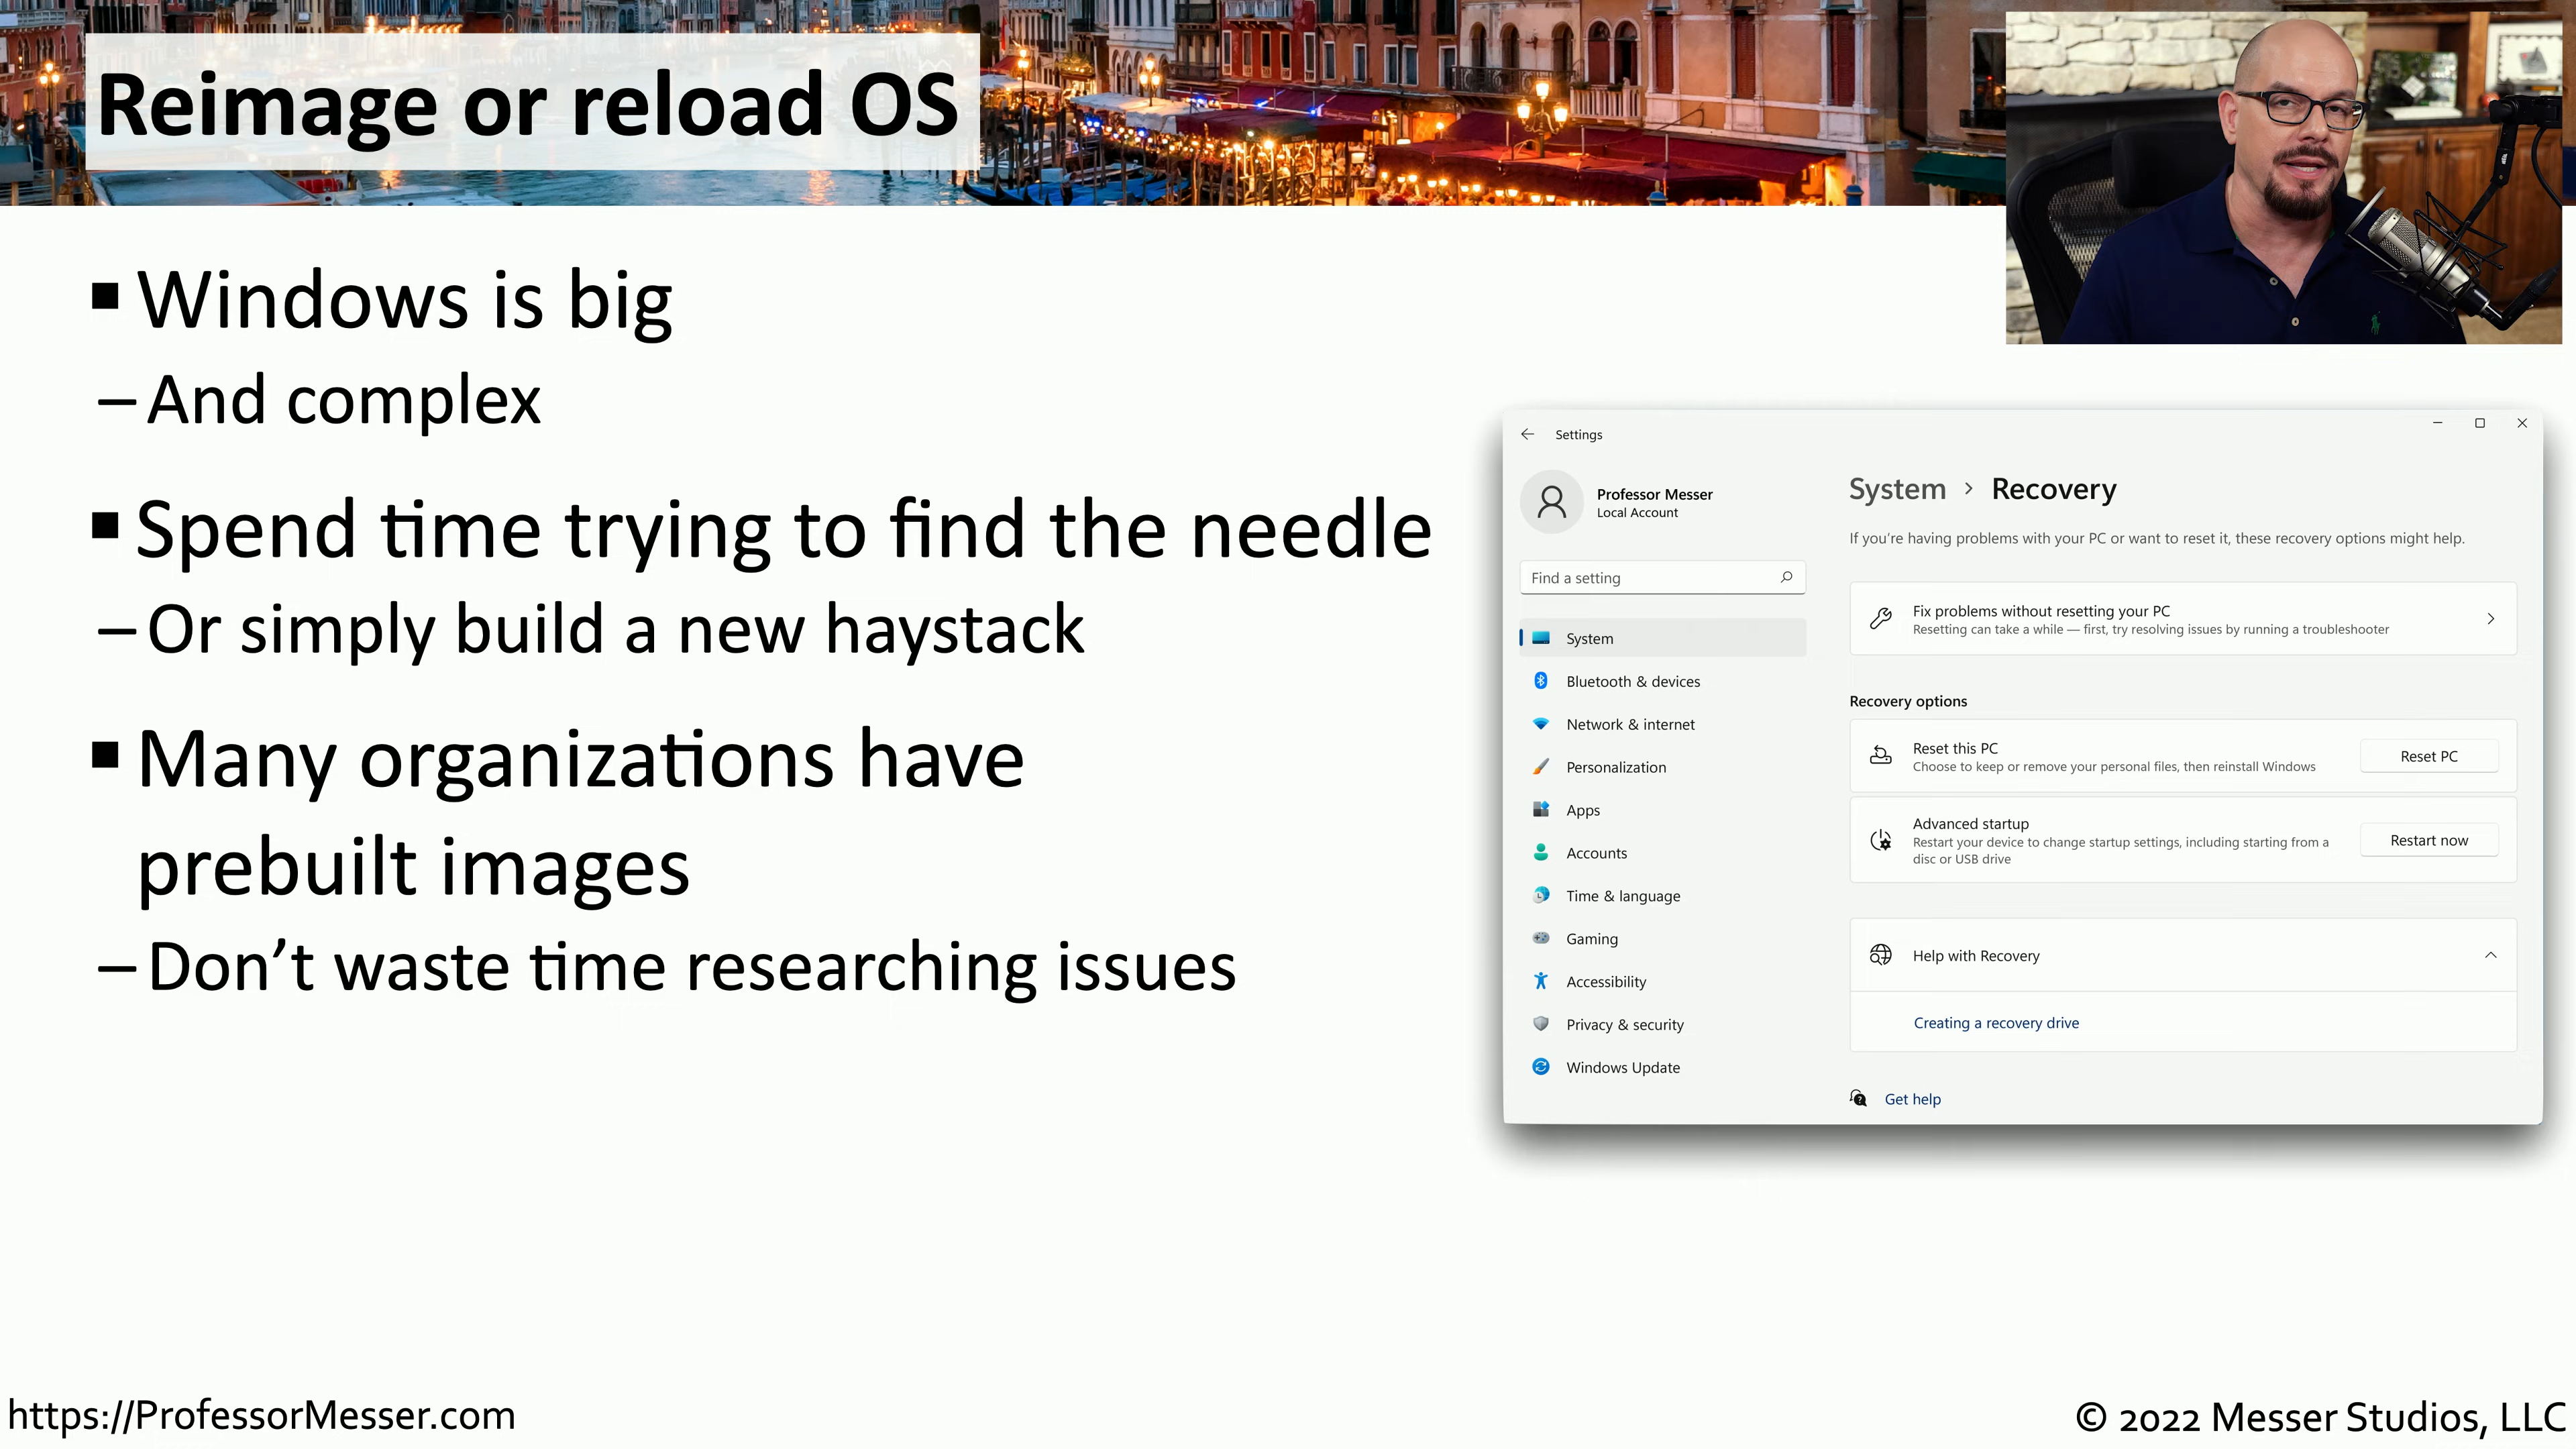 Reimage or reload OS
▪ Windows is big
– And complex
▪ Spend time trying to find the needle
– Or simply build a new haystack
▪ Many organizations have
prebuilt images
– Don’t waste time researching issues
Settings
Professor Messer
Local Account
Find a setting
System
Bluetooth & devices
Network & internet
Personalization
Apps
Accounts
Time & language
Gaming
Accessibility
Privacy & security
Windows Update
System › Recovery
If you’re having problems with your PC or want to reset it, these recovery options might help.
Fix problems without resetting your PC
Resetting can take a while — first, try resolving issues by running a troubleshooter
Recovery options
Reset this PC
Choose to keep or remove your personal files, then reinstall Windows
Reset PC
Advanced startup
Restart your device to change startup settings, including starting from a
disc or USB drive
Restart now
Help with Recovery
Creating a recovery drive
Get help
https://ProfessorMesser.com
© 2022 Messer Studios, LLC